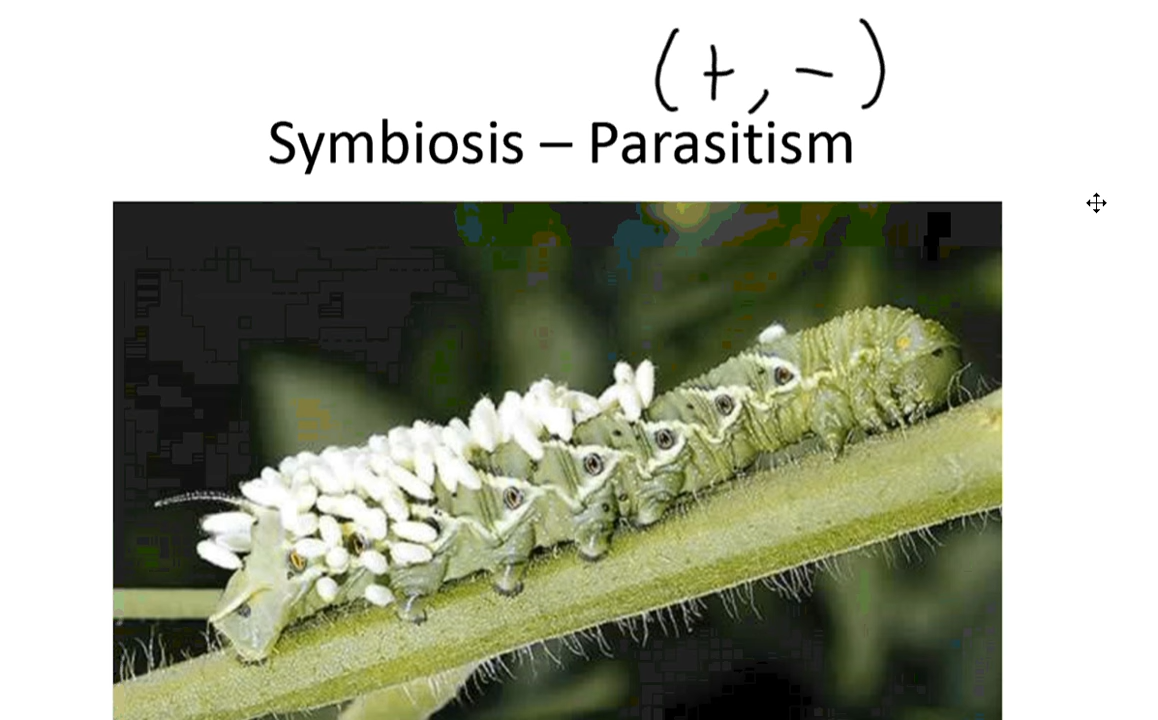 (+, -)
Symbiosis – Parasitism